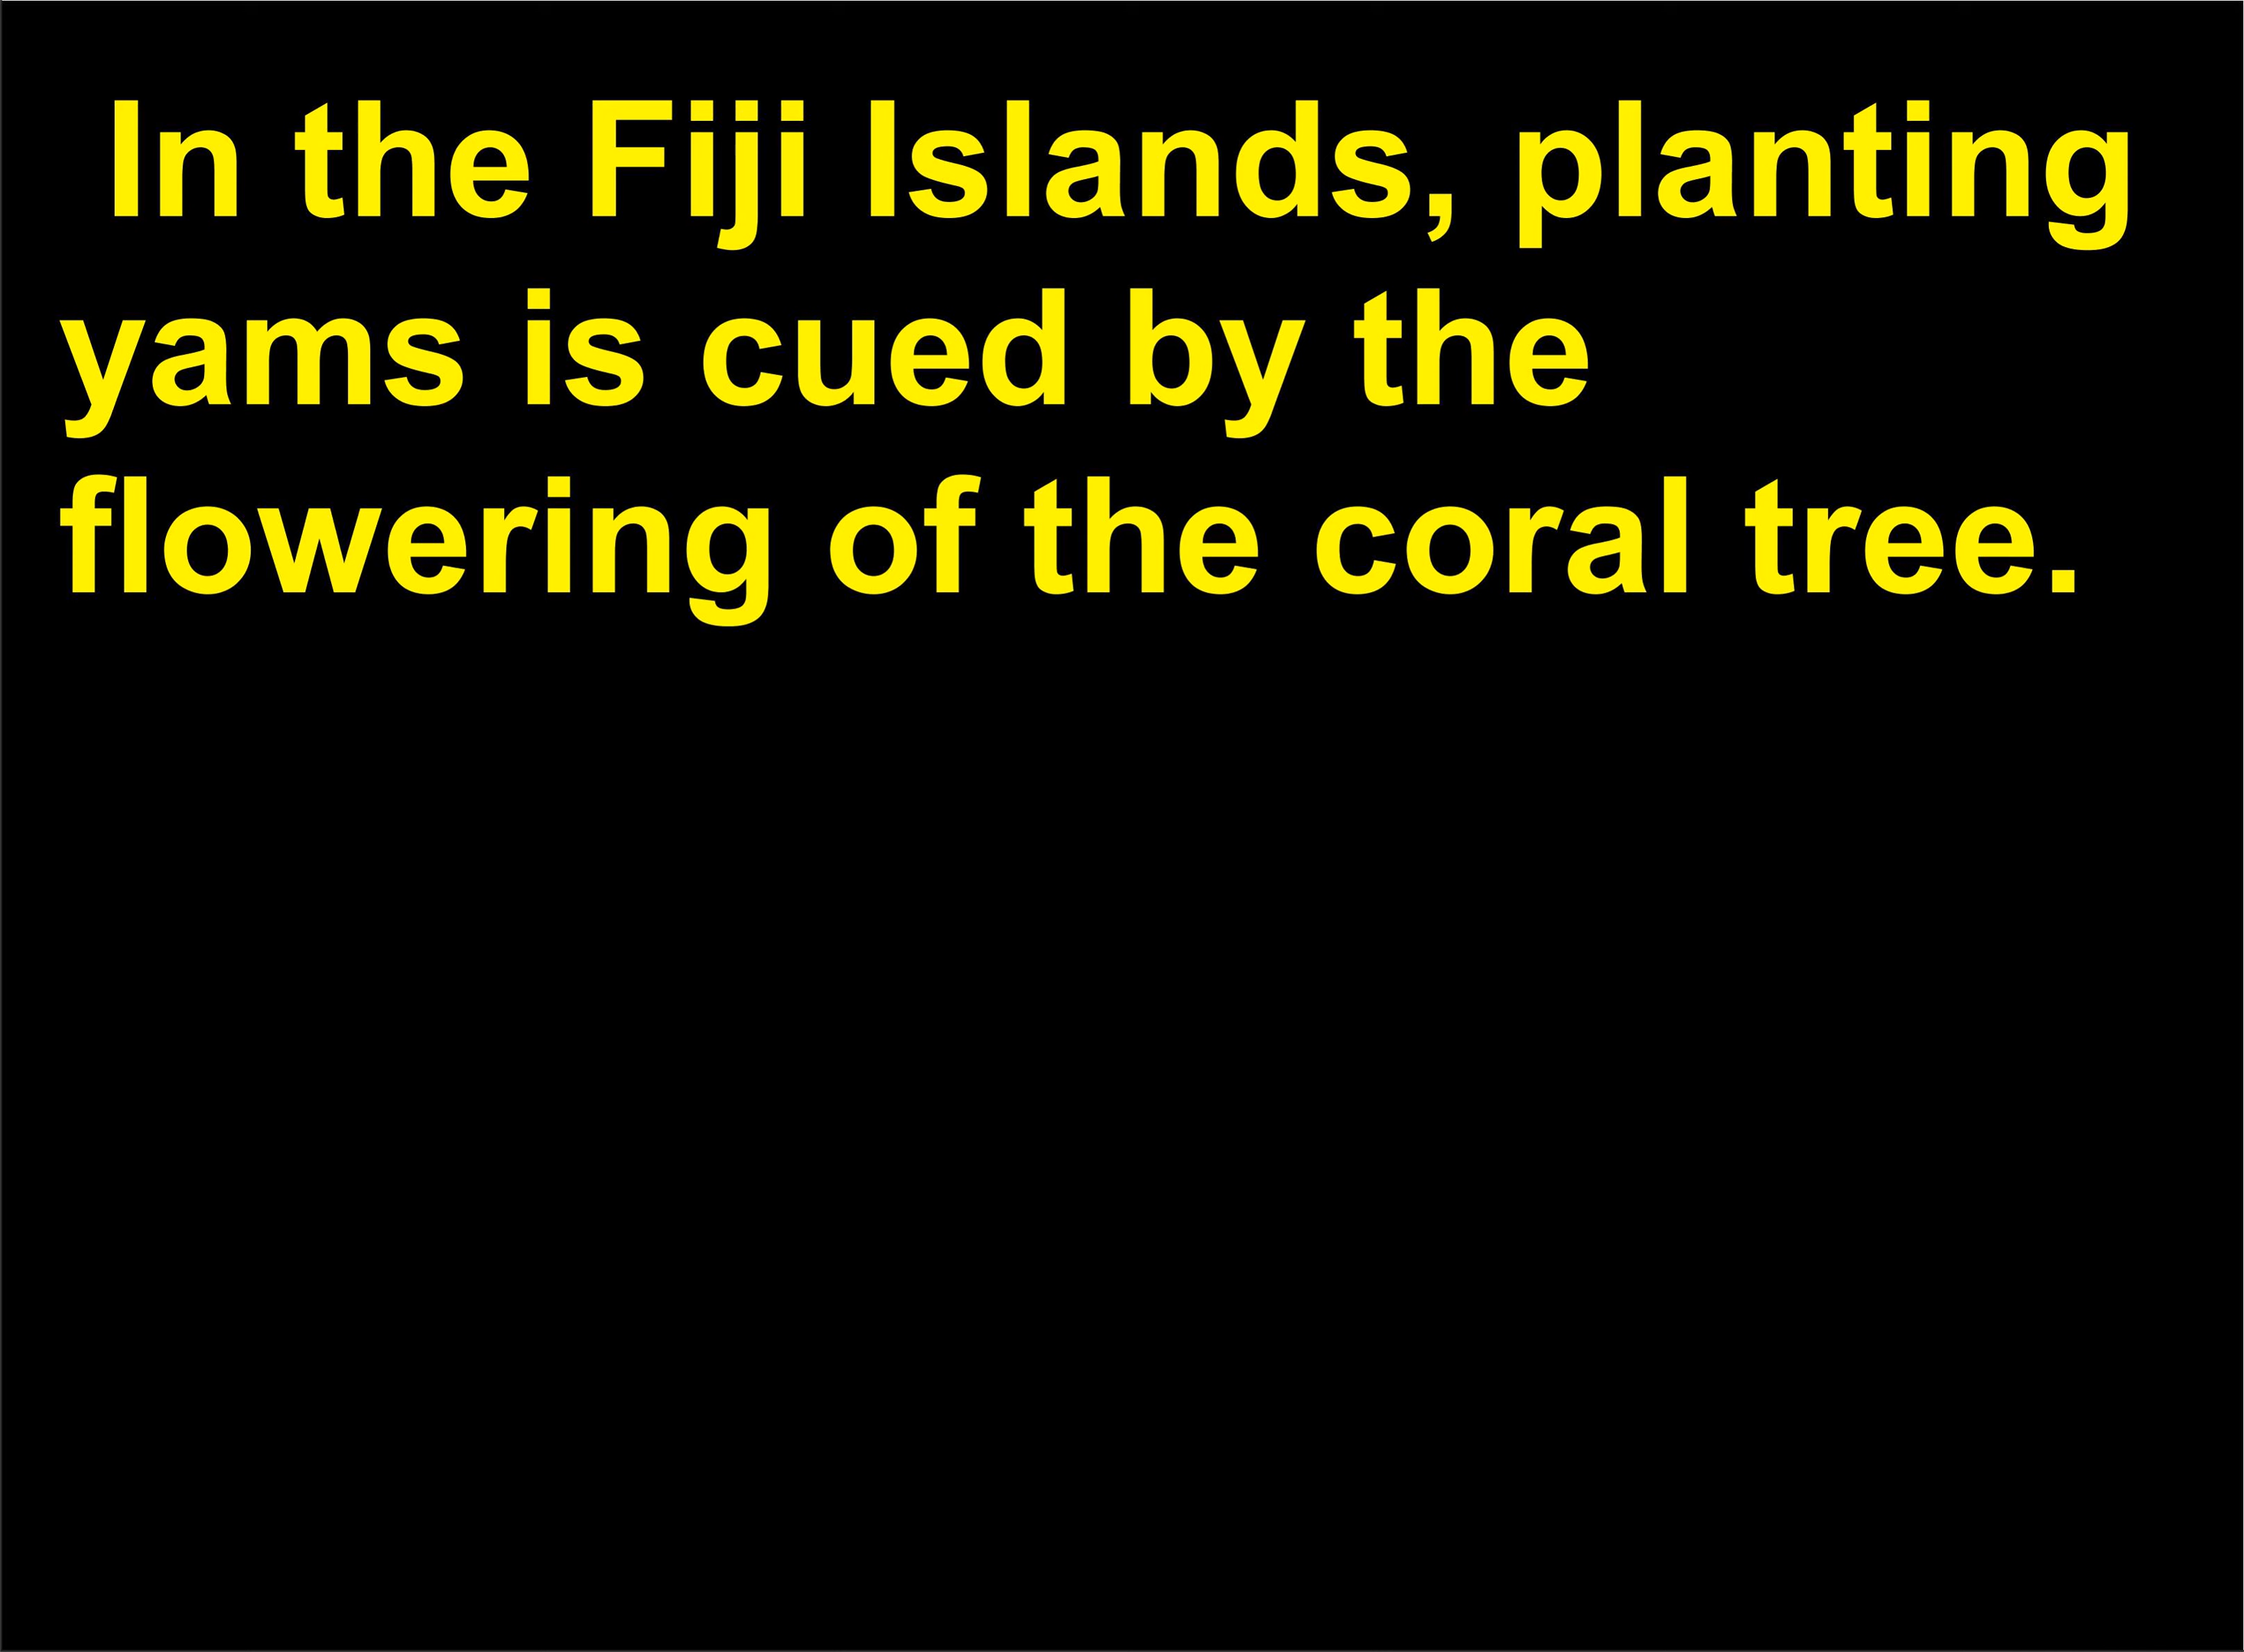 In the Fiji Islands, planting
yams is cued by the
flowering of the coral tree.